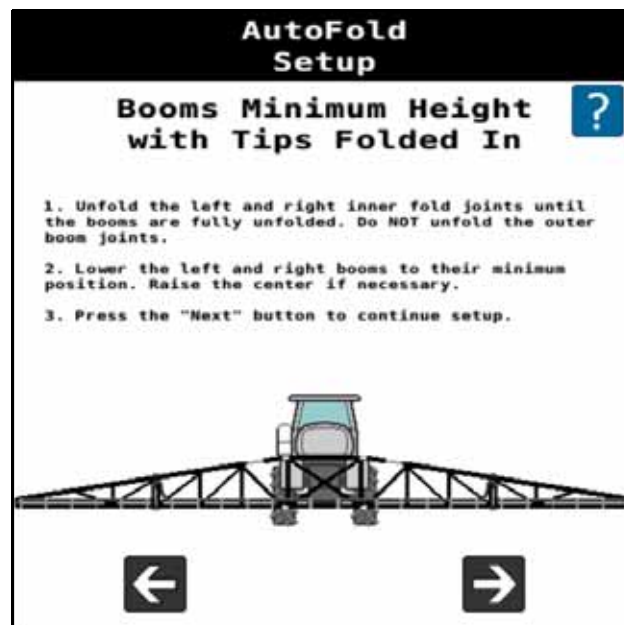 AutoFold
Setup
Booms Minimum Height
with Tips Folded In
?
1. Unfold the left and right inner fold joints until
the booms are fully unfolded. Do NOT unfold the outer
boom joints.
2. Lower the left and right booms to their minimum
position. Raise the center if necessary.
3. Press the "Next" button to continue setup.